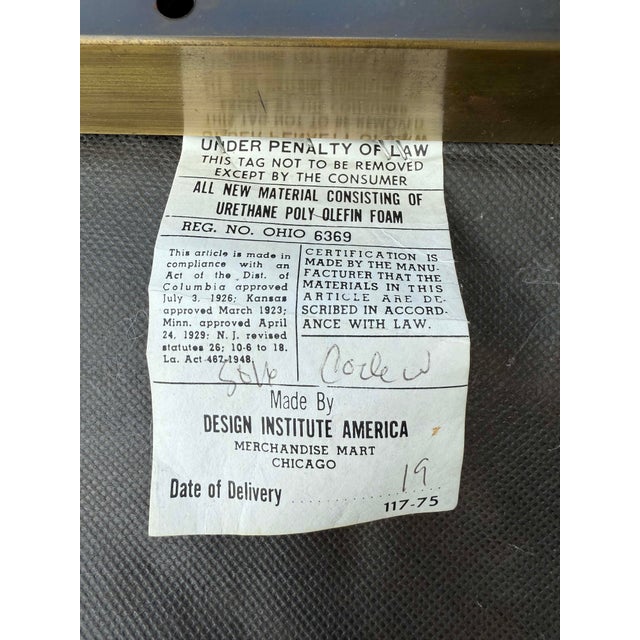 UNDER PENALTY OF LAW
THIS TAG NOT TO BE REMOVED
EXCEPT BY THE CONSUMER
ALL NEW MATERIAL CONSISTING OF
URETHANE POLY OLEFIN FOAM
REG. NO. OHIO 6369
This article is made in
compliance with an
Act of the Dist. of
Columbia approved
July 3, 1926; Kansas
approved March 1923;
Minn. approved April
24, 1929; N. J. revised
statutes 26; 10-6 to 18.
La. Act 467-1948.
CERTIFICATION IS
MADE BY THE MANU-
FACTURER THAT THE
MATERIALS IN THIS
ARTICLE ARE DE-
SCRIBED IN ACCORD-
ANCE WITH LAW.
Made By
DESIGN INSTITUTE AMERICA
MERCHANDISE MART
CHICAGO
Date of Delivery 19
117-75